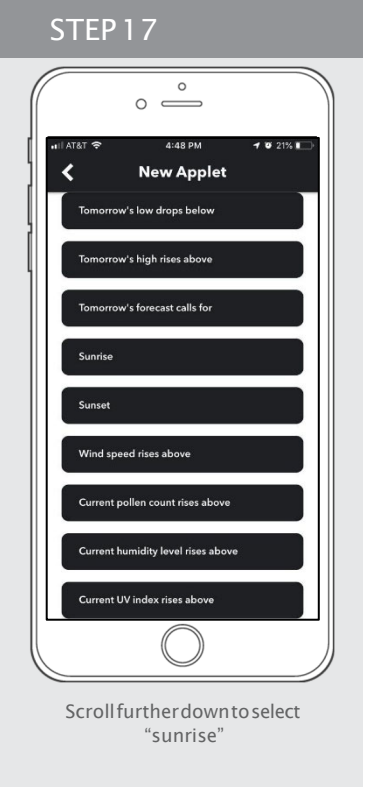 STEP 17
AT&T 4:48 PM 21%
New Applet
Tomorrow's low drops below
Tomorrow's high rises above
Tomorrow's forecast calls for
Sunrise
Sunset
Wind speed rises above
Current pollen count rises above
Current humidity level rises above
Current UV index rises above
Scroll further down to select
“sunrise”